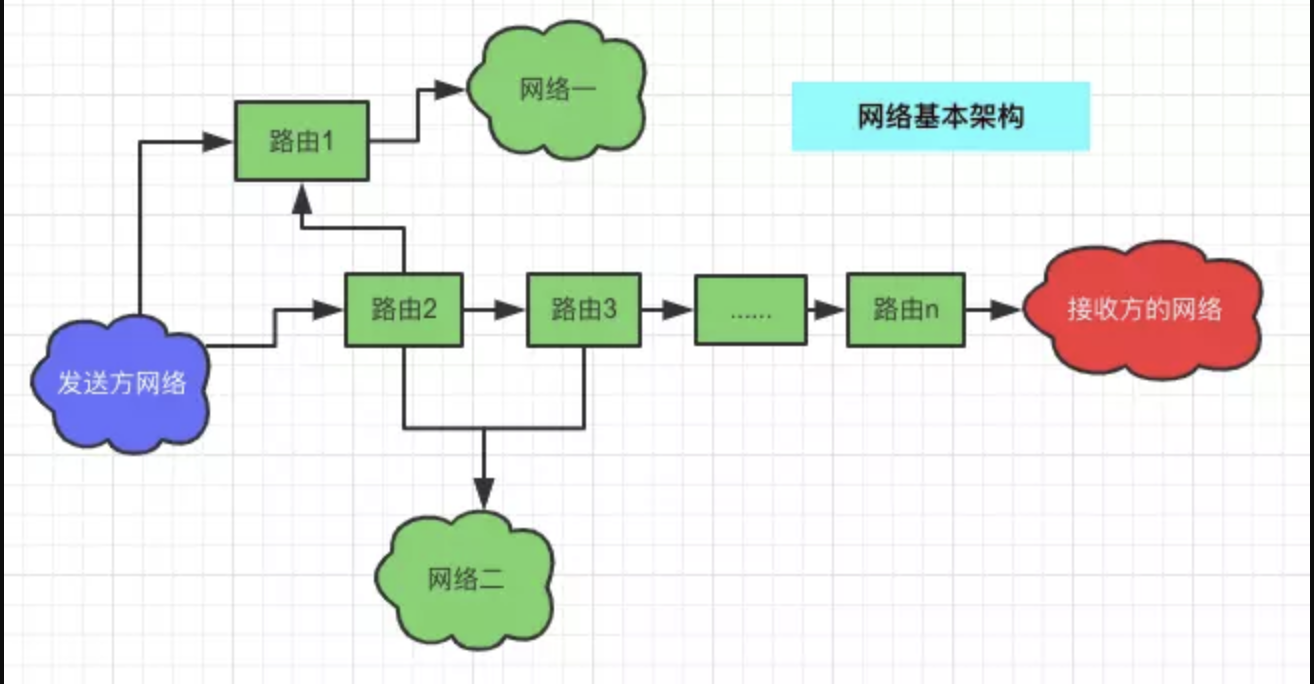 网络一
网络基本架构
路由1
路由2
路由3
......
路由n
接收方的网络
发送方网络
网络二